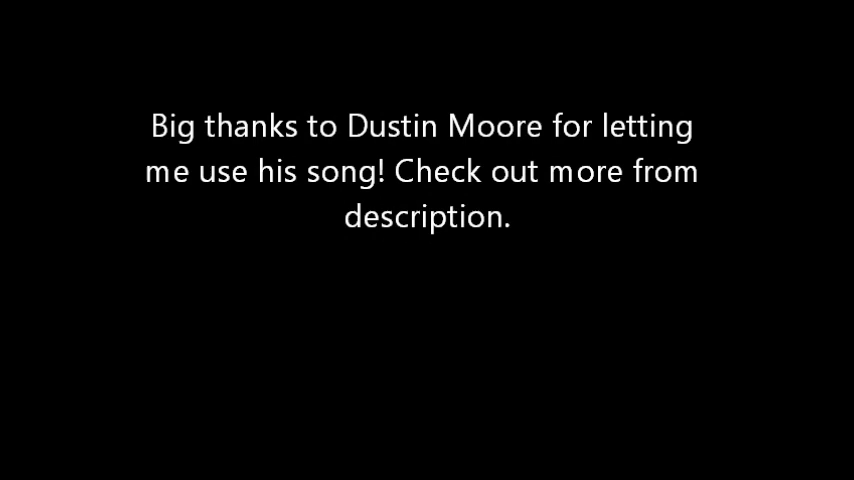 Big thanks to Dustin Moore for letting
me use his song! Check out more from
description.